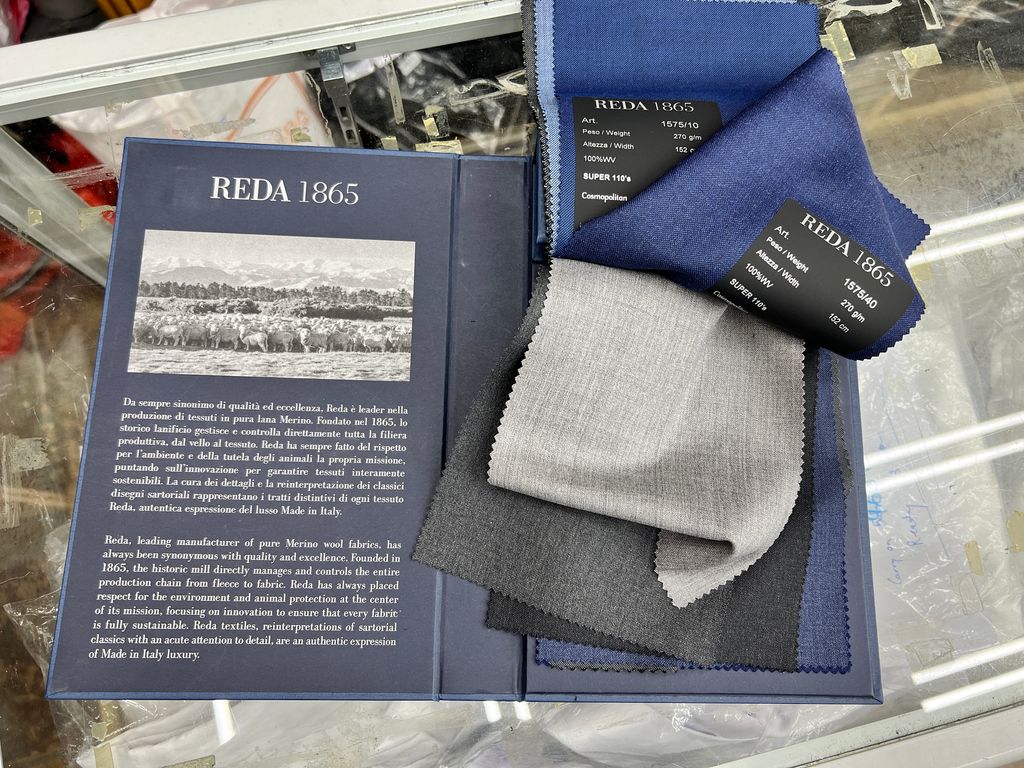 REDA 1865
Da sempre sinonimo di qualità ed eccellenza, Reda è leader nella
produzione di tessuti in pura lana Merino. Fondato nel 1865, lo
storico lanificio gestisce e controlla direttamente tutta la filiera
produttiva, dal vello al tessuto. Reda ha sempre fatto del rispetto
per l'ambiente e della tutela degli animali la propria missione,
puntando sull'innovazione per garantire tessuti interamente
sostenibili. La cura dei dettagli e la reinterpretazione dei classici
disegni sartoriali rappresentano i tratti distintivi di ogni tessuto
Reda, autentica espressione del lusso Made in Italy.
Reda, leading manufacturer of pure Merino wool fabrics, has
always been synonymous with quality and excellence. Founded in
1865, the historic mill directly manages and controls the entire
production chain from fleece to fabric. Reda has always placed
respect for the environment and animal protection at the center
of its mission, focusing on innovation to ensure that every fabric
is fully sustainable. Reda textiles, reinterpretations of sartorial
classics with an acute attention to detail, are an authentic expression
of Made in Italy luxury.
REDA 1865
Art. 1575/10
Peso / Weight 270 g/m
Altezza / Width 152 c
100%WV
SUPER 110's
Cosmopolitan
REDA 1865
Art. 1575/40
Peso / Weight 270 g/m
Altezza / Width 152 cm
100%WV
SUPER 110's
Ready